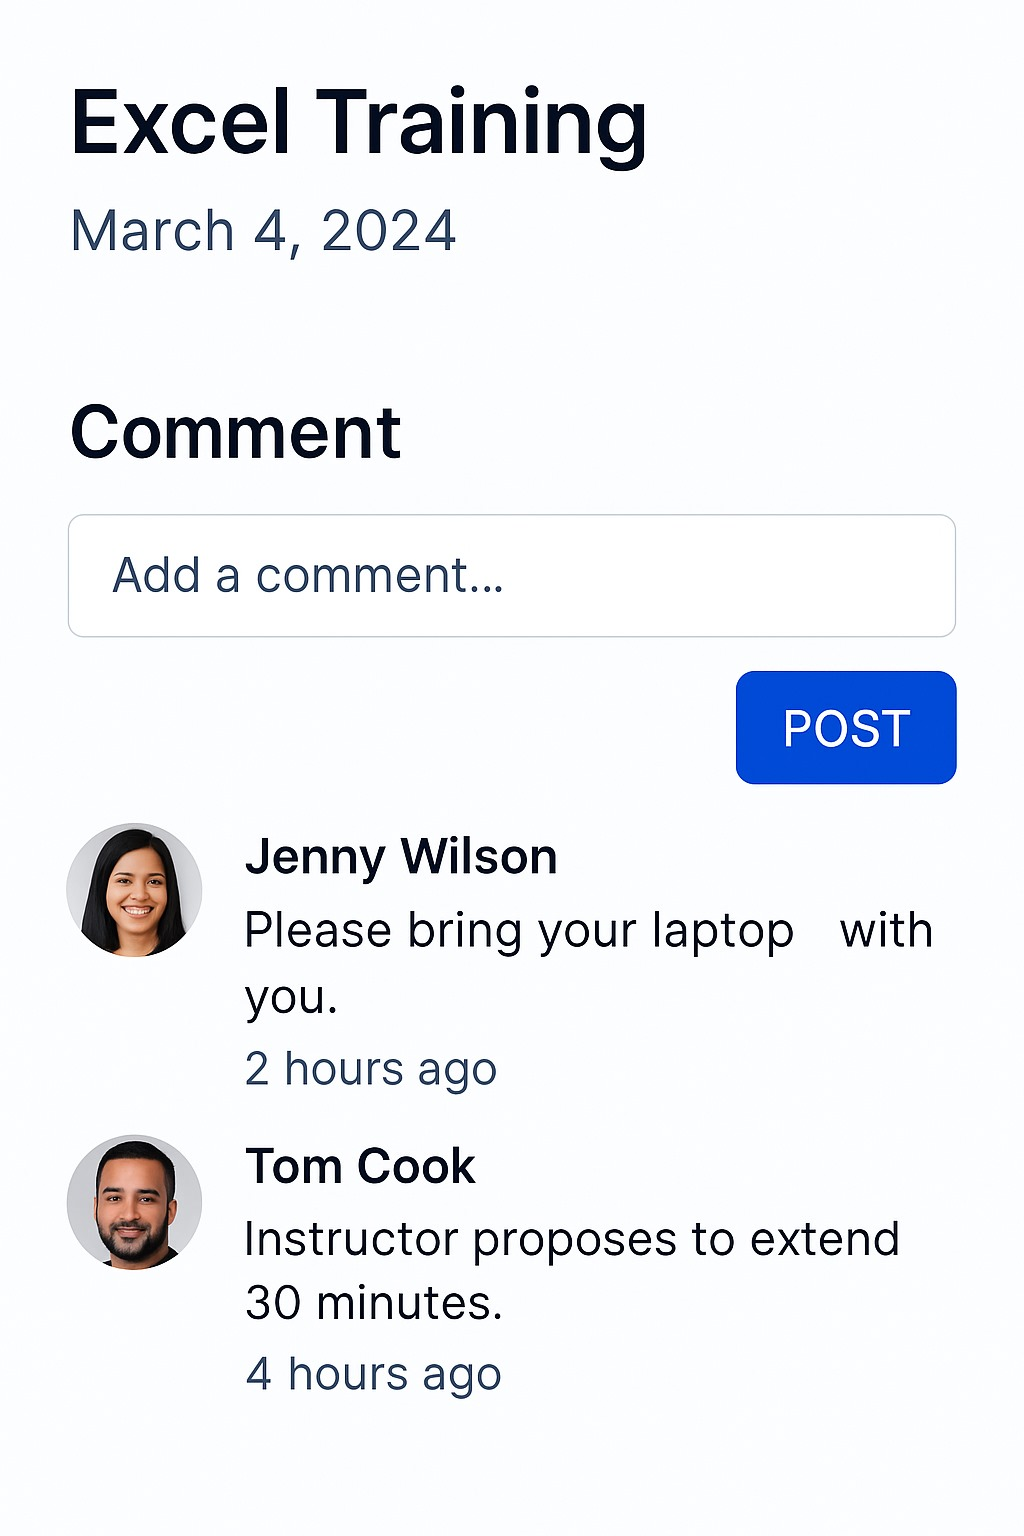 Excel Training
March 4, 2024
Comment
Add a comment...
POST
Jenny Wilson
Please bring your laptop   with
you.
2 hours ago
Tom Cook
Instructor proposes to extend
30 minutes.
4 hours ago